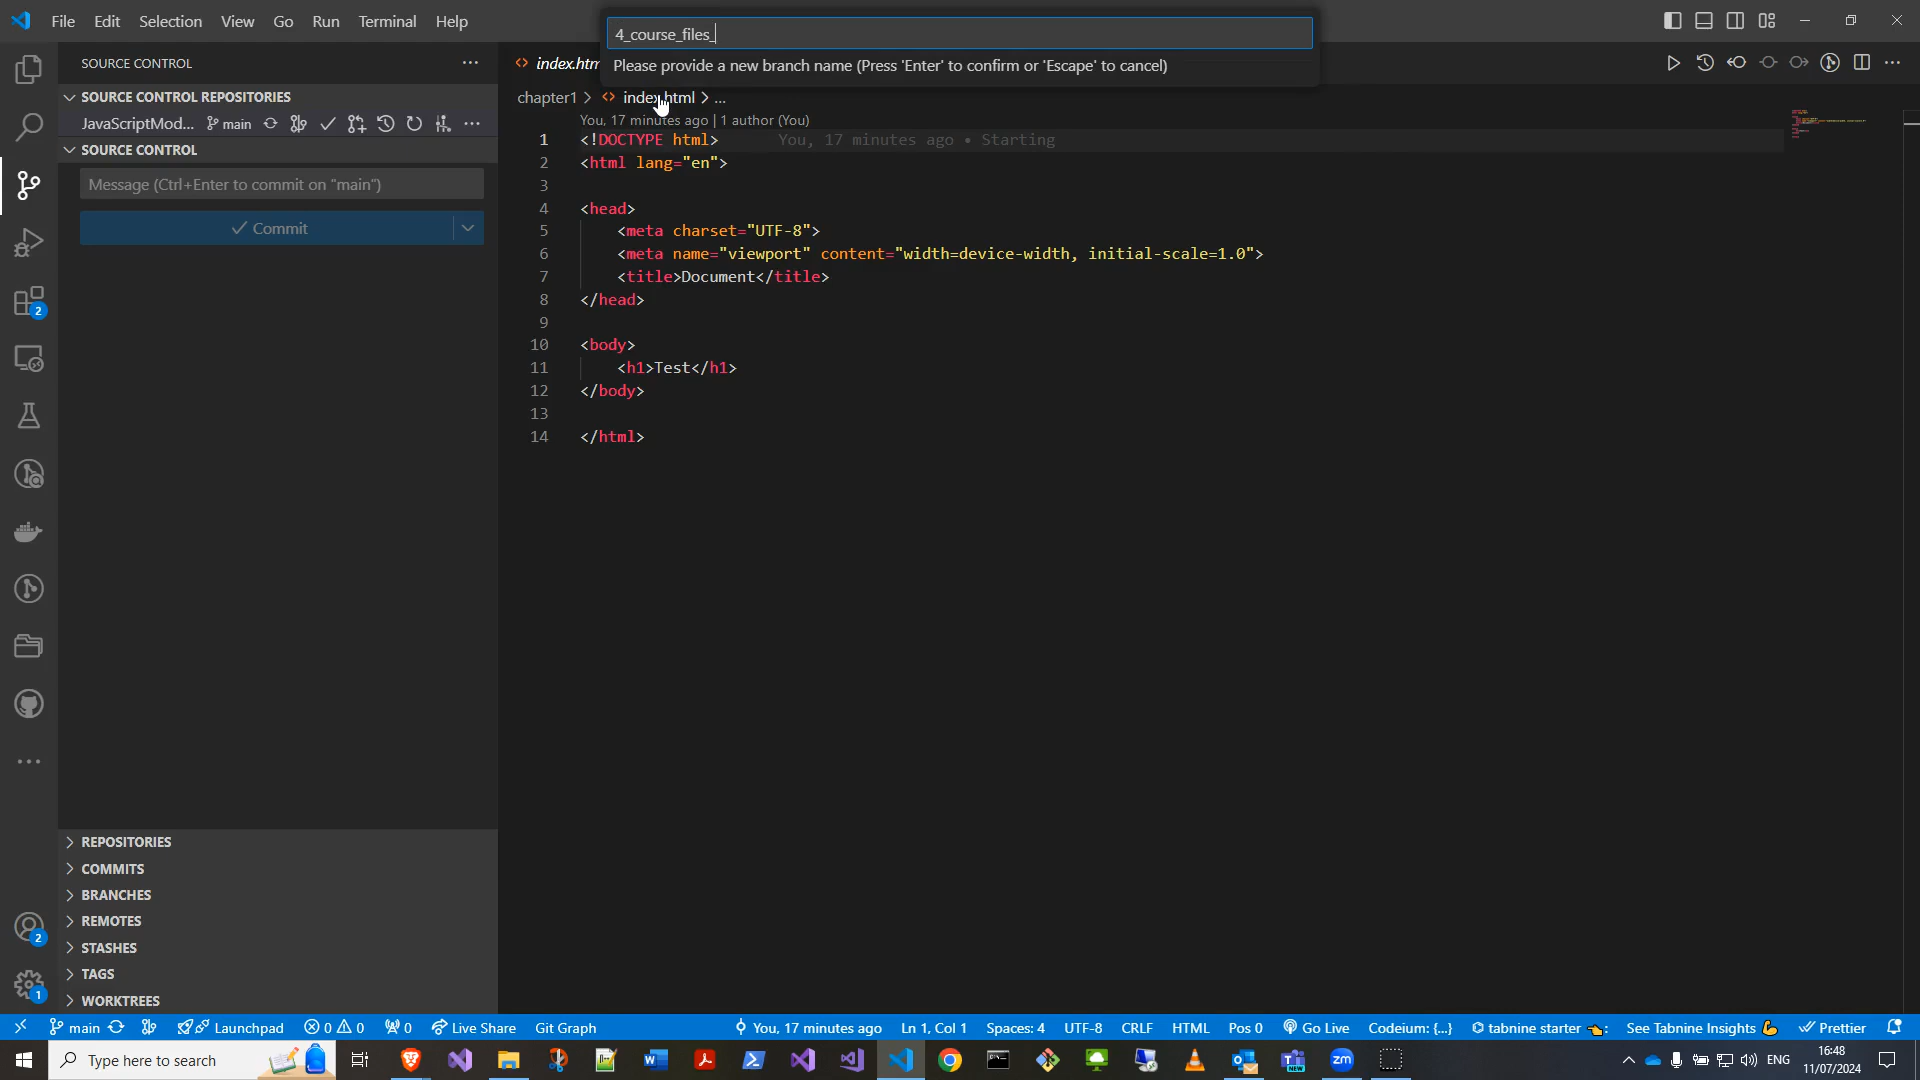 File Edit Selection View Go Run Terminal Help
4_course_files_
Please provide a new branch name (Press 'Enter' to confirm or 'Escape' to cancel)
SOURCE CONTROL
SOURCE CONTROL REPOSITORIES
JavaScriptMod... main
SOURCE CONTROL
Message (Ctrl+Enter to commit on "main")
Commit
2
index.htm
chapter1 > index.html > ...
You, 17 minutes ago | 1 author (You)
1 <!DOCTYPE html> You, 17 minutes ago • Starting
2 <html lang="en">
3
4 <head>
5 <meta charset="UTF-8">
6 <meta name="viewport" content="width=device-width, initial-scale=1.0">
7 <title>Document</title>
8 </head>
9
10 <body>
11 <h1>Test</h1>
12 </body>
13
14 </html>
REPOSITORIES
COMMITS
BRANCHES
REMOTES
STASHES
TAGS
WORKTREES
2
1
main Launchpad 0 0 0 Live Share Git Graph You, 17 minutes ago Ln 1, Col 1 Spaces: 4 UTF-8 CRLF HTML Pos 0 Go Live Codeium: {...} tabnine starter See Tabnine Insights Prettier
Type here to search
NEW
zm
ENG
16:48
11/07/2024